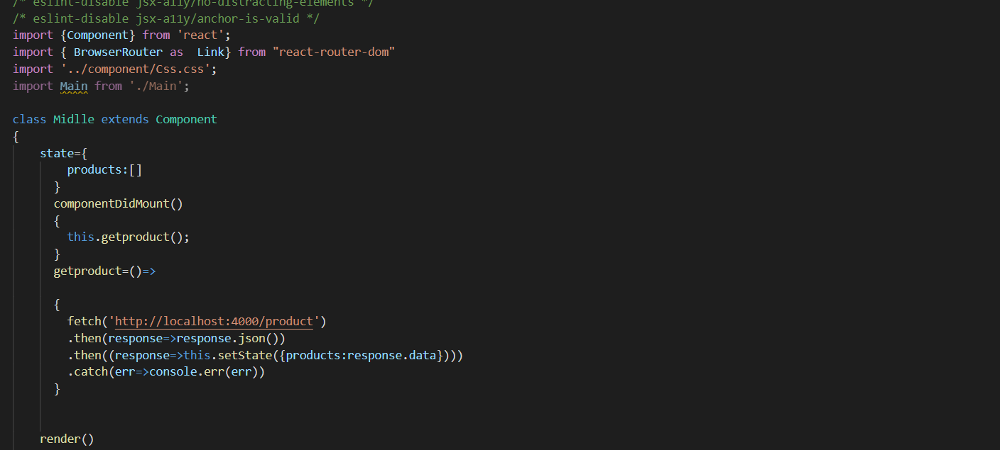 /* eslint-disable jsx-a11y/no-distracting-elements */
/* eslint-disable jsx-a11y/anchor-is-valid */
import {Component} from 'react';
import { BrowserRouter as  Link} from "react-router-dom"
import '../component/Css.css';
import Main from './Main';
class Midlle extends Component
{
state={
products:[]
}
componentDidMount()
{
this.getproduct();
}
getproduct=()=>
{
fetch('http://localhost:4000/product')
.then(response=>response.json())
.then((response=>this.setState({products:response.data})))
.catch(err=>console.err(err))
}
render()